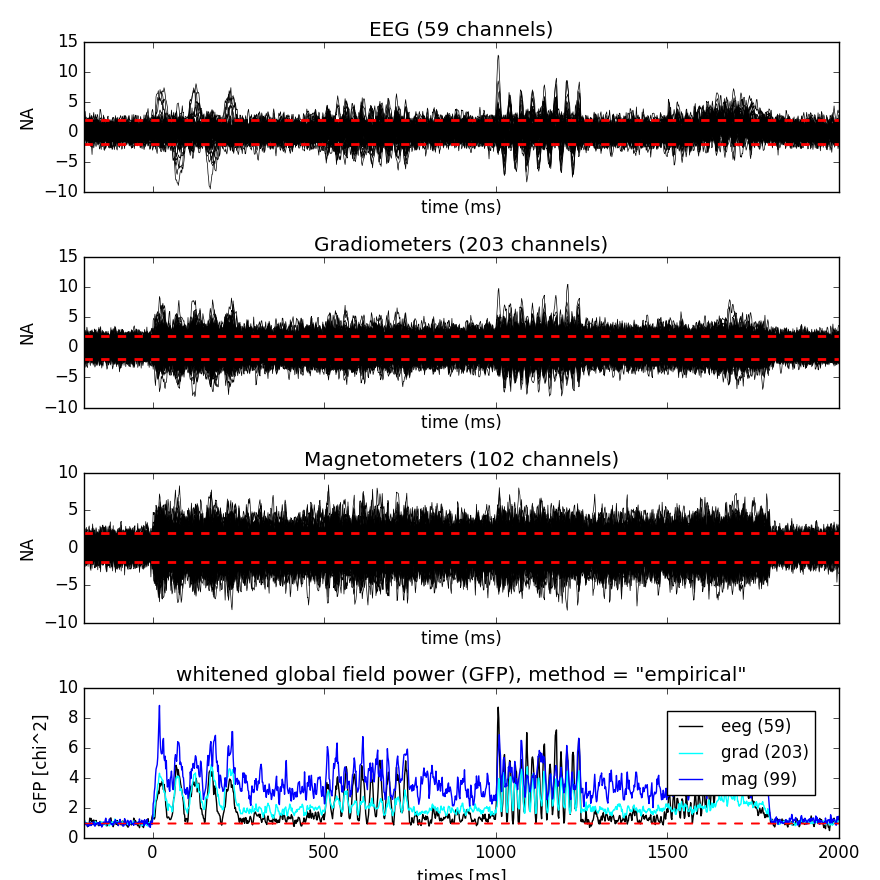 EEG (59 channels)
15
10
5
0
−5
−10
NA
time (ms)
Gradiometers (203 channels)
15
10
5
0
−5
−10
NA
time (ms)
Magnetometers (102 channels)
10
5
0
−5
−10
NA
time (ms)
whitened global field power (GFP), method = "empirical"
10
8
6
4
2
0
GFP [chi^2]
eeg (59)
grad (203)
mag (99)
0 500 1000 1500 2000
times [ms]